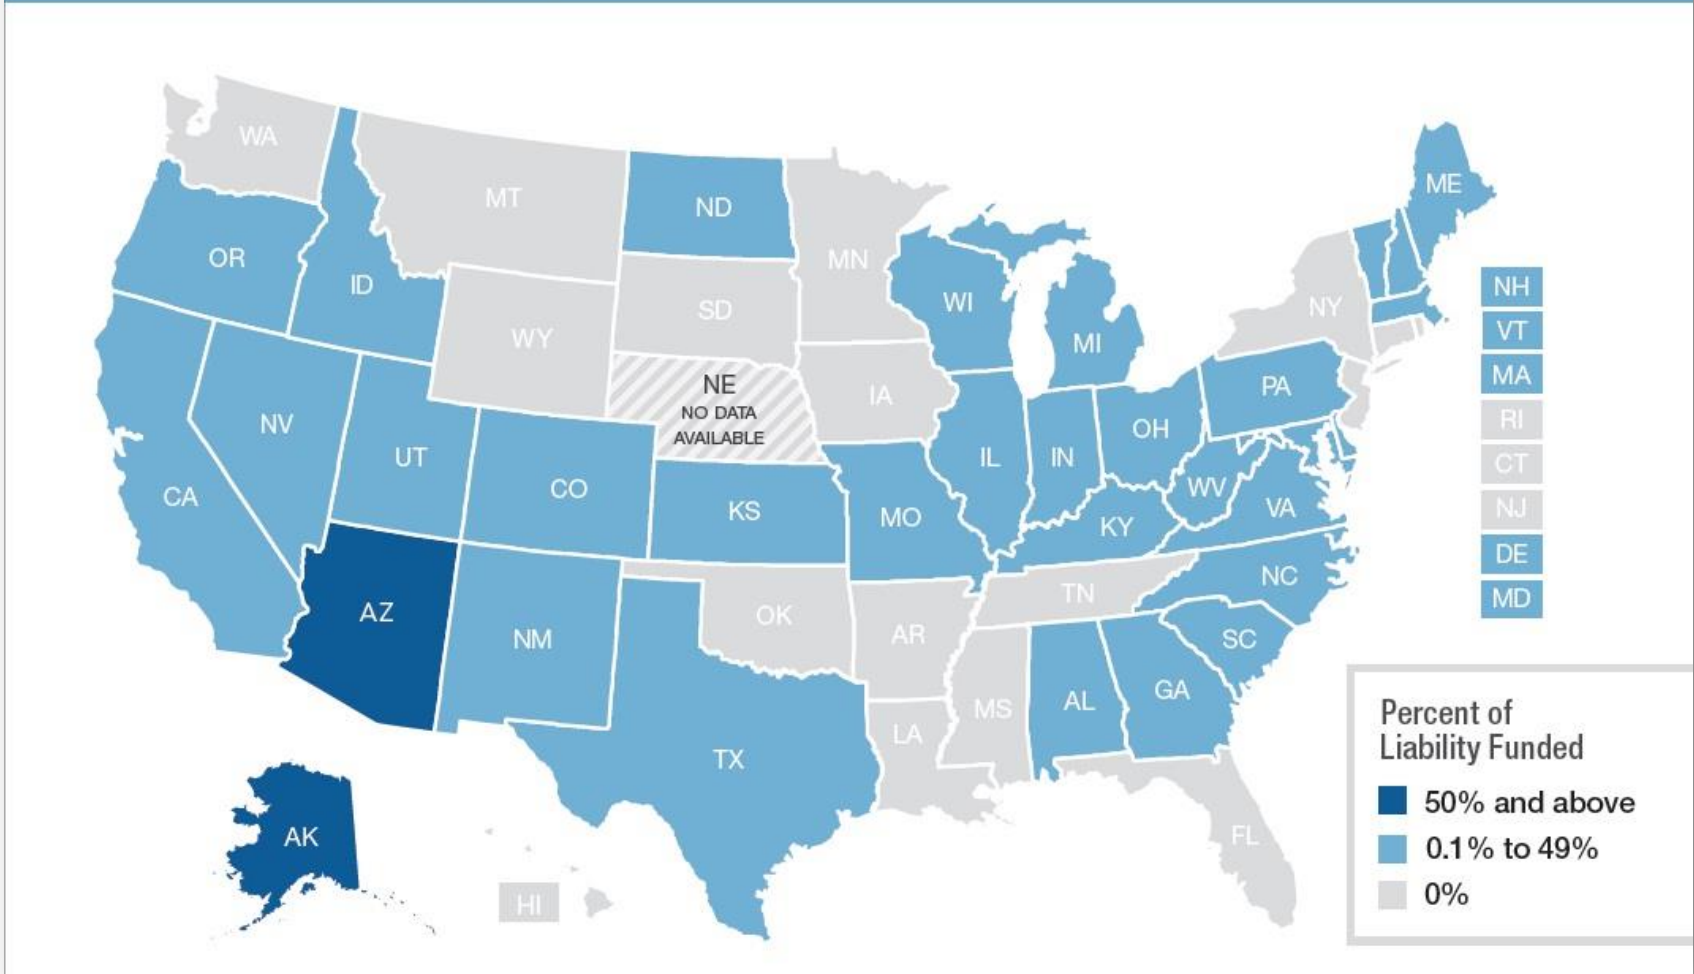 WA
MT
ND
MN
ME
OR
ID
SD
WY
WI
MI
NY
NH
VT
MA
RI
CT
NJ
DE
MD
NE
NO DATA
AVAILABLE
IA
PA
NV
UT
CO
CA
KS
MO
IL
IN
OH
WV
VA
KY
NC
TN
AZ
NM
OK
AR
SC
MS
AL
GA
LA
TX
FL
AK
HI
Percent of
Liability Funded
50% and above
0.1% to 49%
0%